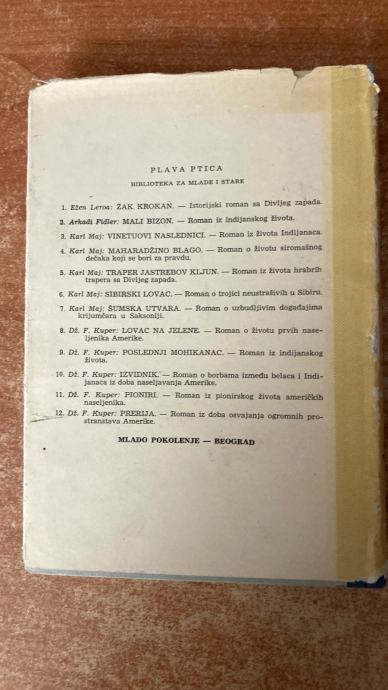 PLAVA PTICA
BIBLIOTEKA ZA MLADE I STARE
1. Ežen Leroa: ŽAK KROKAN. — Istorijski roman sa Divljeg zapada.
2. Arkadi Fidler: MALI BIZON. — Roman iz indijanskog života.
3. Karl Maj: VINETUOVI NASLEDNICI. — Roman iz života Indijanaca.
4. Karl Maj: MAHARADŽINO BLAGO. — Roman o životu siromašnog
dečaka koji se bori za pravdu.
5. Karl Maj: TRAPER JASTREBOV KLJUN. — Roman iz života hrabrih
trapera sa Divljeg zapada.
6. Karl Maj: SIBIRSKI LOVAC. — Roman o trojici neustrašivih u Sibiru.
7. Karl Maj: ŠUMSKA UTVARA. — Roman o uzbudljivim događajima
krijumčara u Saksoniji.
8. Dž. F. Kuper: LOVAC NA JELENE. — Roman o životu prvih nase-
ljenika Amerike.
9. Dž. F. Kuper: POSLEDNJI MOHIKANAC. — Roman iz indijanskog
života.
10. Dž. F. Kuper: IZVIDNIK. — Roman o borbama između belaca i Indi-
janaca iz doba naseljavanja Amerike.
11. Dž. F. Kuper: PIONIRI. — Roman iz pionirskog života američkih
naseljenika.
12. Dž. F. Kuper: PRERIJA. — Roman iz doba osvajanja ogromnih pro-
stranstava Amerike.
MLADO POKOLENJE — BEOGRAD